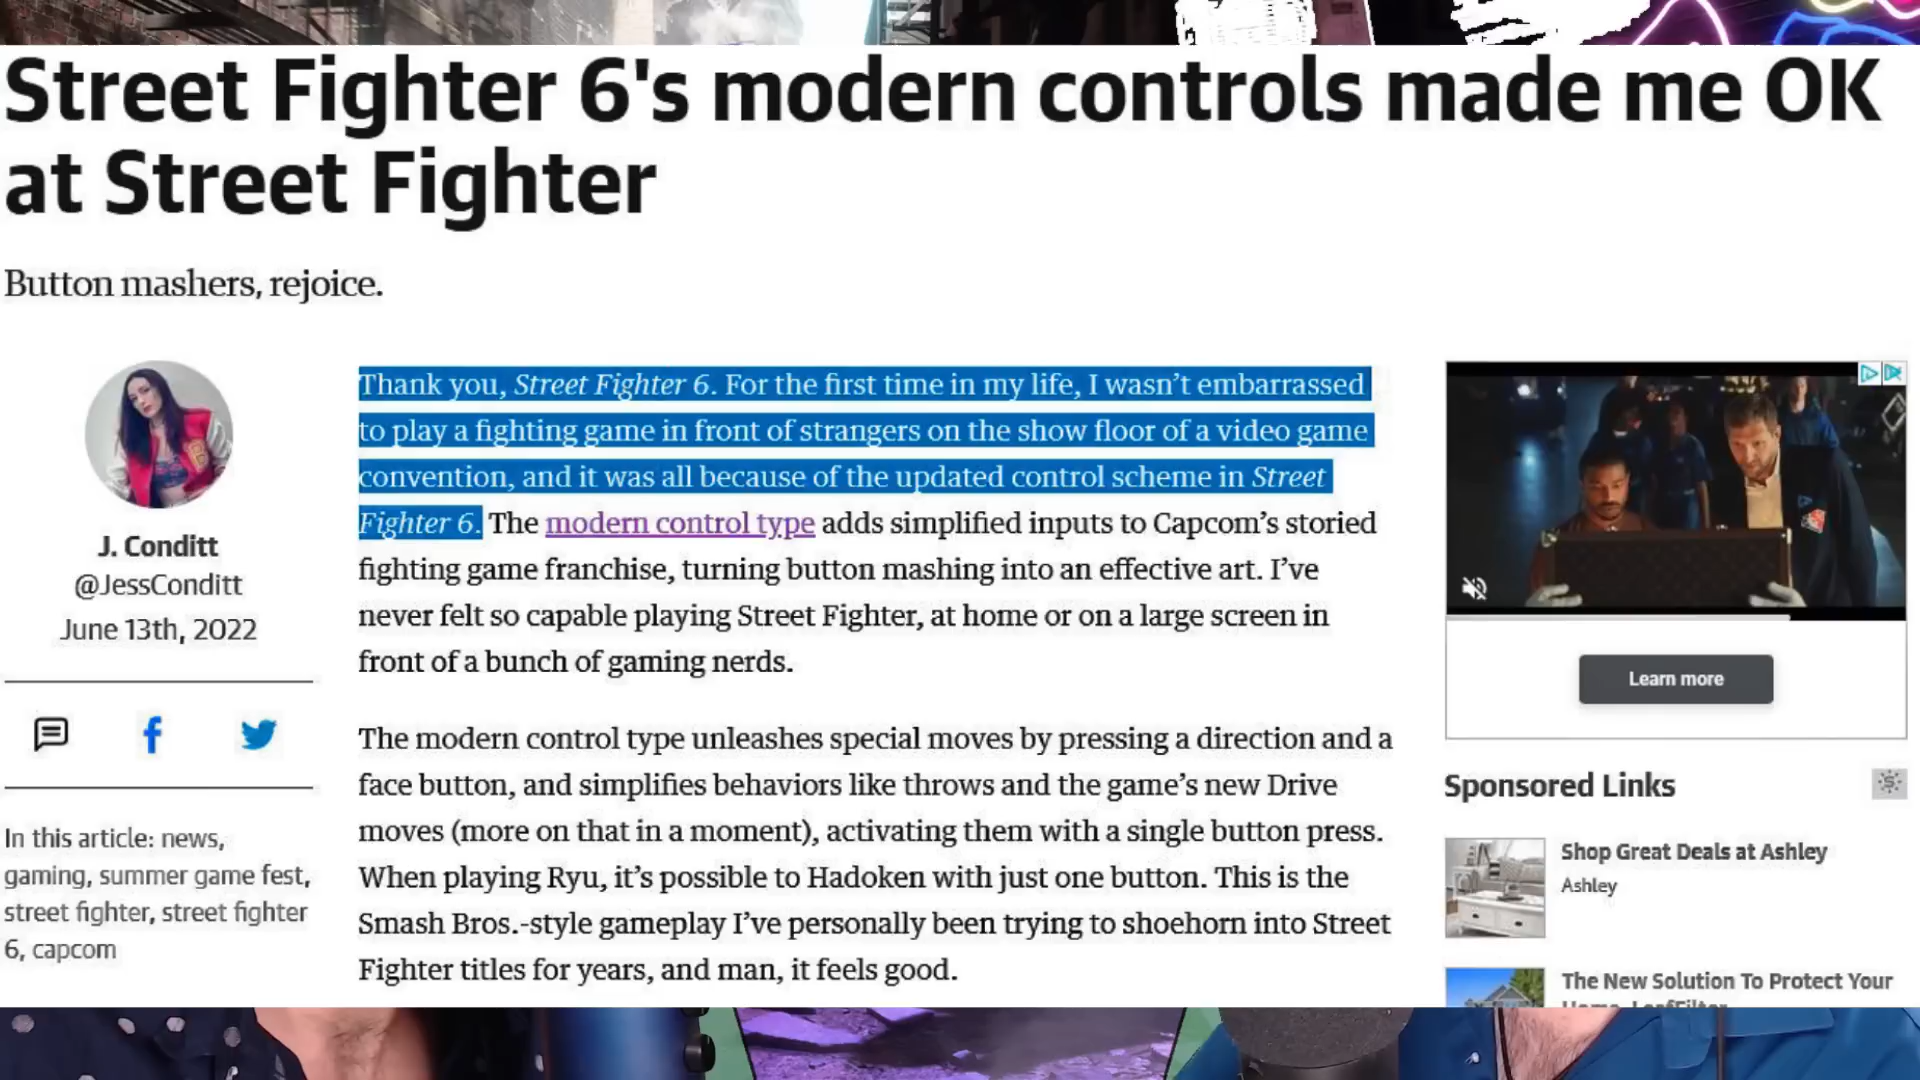 Street Fighter 6's modern controls made me OK
at Street Fighter
Button mashers, rejoice.
J. Conditt
@JessConditt
June 13th, 2022
In this article: news,
gaming, summer game fest,
street fighter, street fighter
6, capcom
Thank you, Street Fighter 6. For the first time in my life, I wasn't embarrassed
to play a fighting game in front of strangers on the show floor of a video game
convention, and it was all because of the updated control scheme in Street
Fighter 6. The modern control type adds simplified inputs to Capcom's storied
fighting game franchise, turning button mashing into an effective art. I've
never felt so capable playing Street Fighter, at home or on a large screen in
front of a bunch of gaming nerds.
The modern control type unleashes special moves by pressing a direction and a
face button, and simplifies behaviors like throws and the game's new Drive
moves (more on that in a moment), activating them with a single button press.
When playing Ryu, it's possible to Hadoken with just one button. This is the
Smash Bros.-style gameplay I've personally been trying to shoehorn into Street
Fighter titles for years, and man, it feels good.
Learn more
Sponsored Links
Shop Great Deals at Ashley
Ashley
The New Solution To Protect Your
Home, LeafFilter